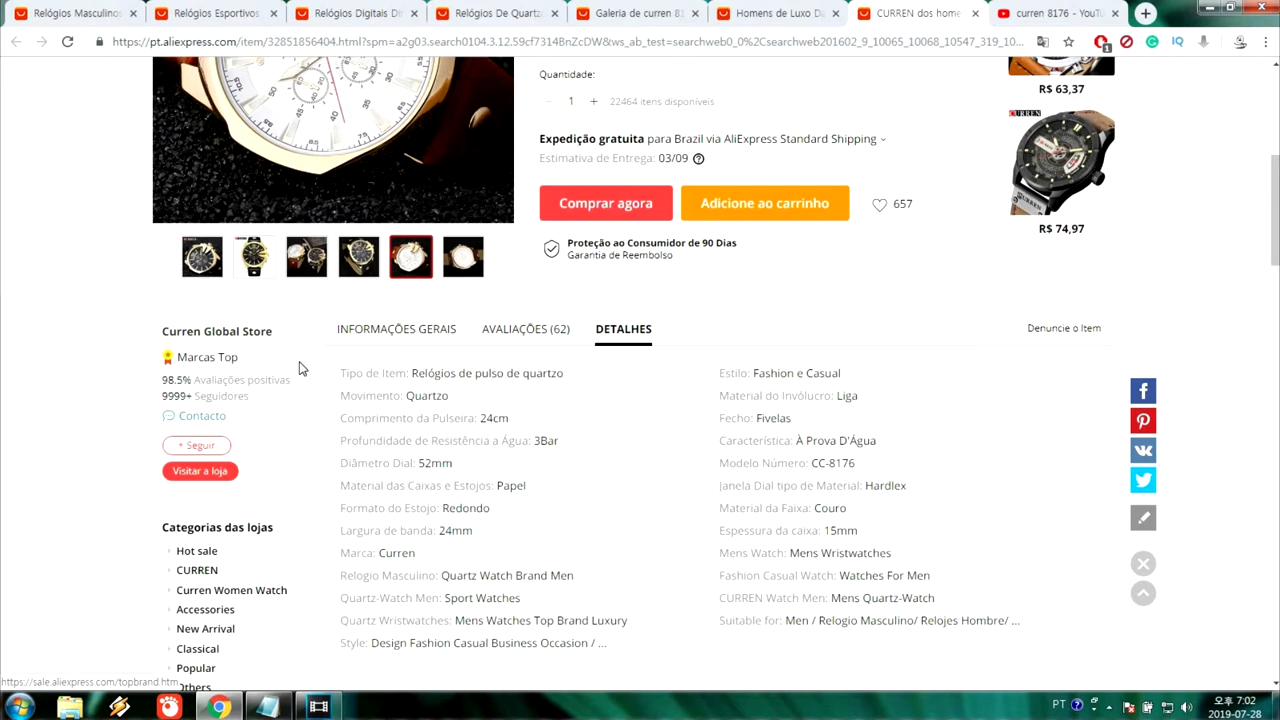 Relógios Masculinos
Relógios Esportivos
Relógios Digitais Di
Relógios De Quartz
Galeria de curren 81
Homens de Luxo De
CURREN dos home
curren 8176 - YouTu
https://pt.aliexpress.com/item/32851856404.html?spm=a2g03.search0104.3.12.59cf7314BnZcDW&ws_ab_test=searchweb0_0%2Csearchweb201602_9_10065_10068_10547_319_10...
Quantidade:
− 1 + 22464 itens disponíveis
Expedição gratuita para Brazil via AliExpress Standard Shipping
Estimativa de Entrega: 03/09
Comprar agora
Adicione ao carrinho
657
Proteção ao Consumidor de 90 Dias
Garantia de Reembolso
R$ 63,37
CURREN
R$ 74,97
Curren Global Store
Marcas Top
98.5% Avaliações positivas
9999+ Seguidores
Contacto
+ Seguir
Visitar a loja
Categorias das lojas
Hot sale
CURREN
Curren Women Watch
Accessories
New Arrival
Classical
Popular
Others
INFORMAÇÕES GERAIS
AVALIAÇÕES (62)
DETALHES
Denuncie o Item
Tipo de Item: Relógios de pulso de quartzo
Estilo: Fashion e Casual
Movimento: Quartzo
Material do Invólucro: Liga
Comprimento da Pulseira: 24cm
Fecho: Fivelas
Profundidade de Resistência a Água: 3Bar
Característica: À Prova D'Água
Diâmetro Dial: 52mm
Modelo Número: CC-8176
Material das Caixas e Estojos: Papel
Janela Dial tipo de Material: Hardlex
Formato do Estojo: Redondo
Material da Faixa: Couro
Largura de banda: 24mm
Espessura da caixa: 15mm
Marca: Curren
Mens Watch: Mens Wristwatches
Relogio Masculino: Quartz Watch Brand Men
Fashion Casual Watch: Watches For Men
Quartz-Watch Men: Sport Watches
CURREN Watch Men: Mens Quartz-Watch
Quartz Wristwatches: Mens Watches Top Brand Luxury
Suitable for: Men / Relogio Masculino/ Relojes Hombre/ ...
Style: Design Fashion Casual Business Occasion / ...
https://sale.aliexpress.com/topbrand.htm
PT
오후 7:02
2019-07-28